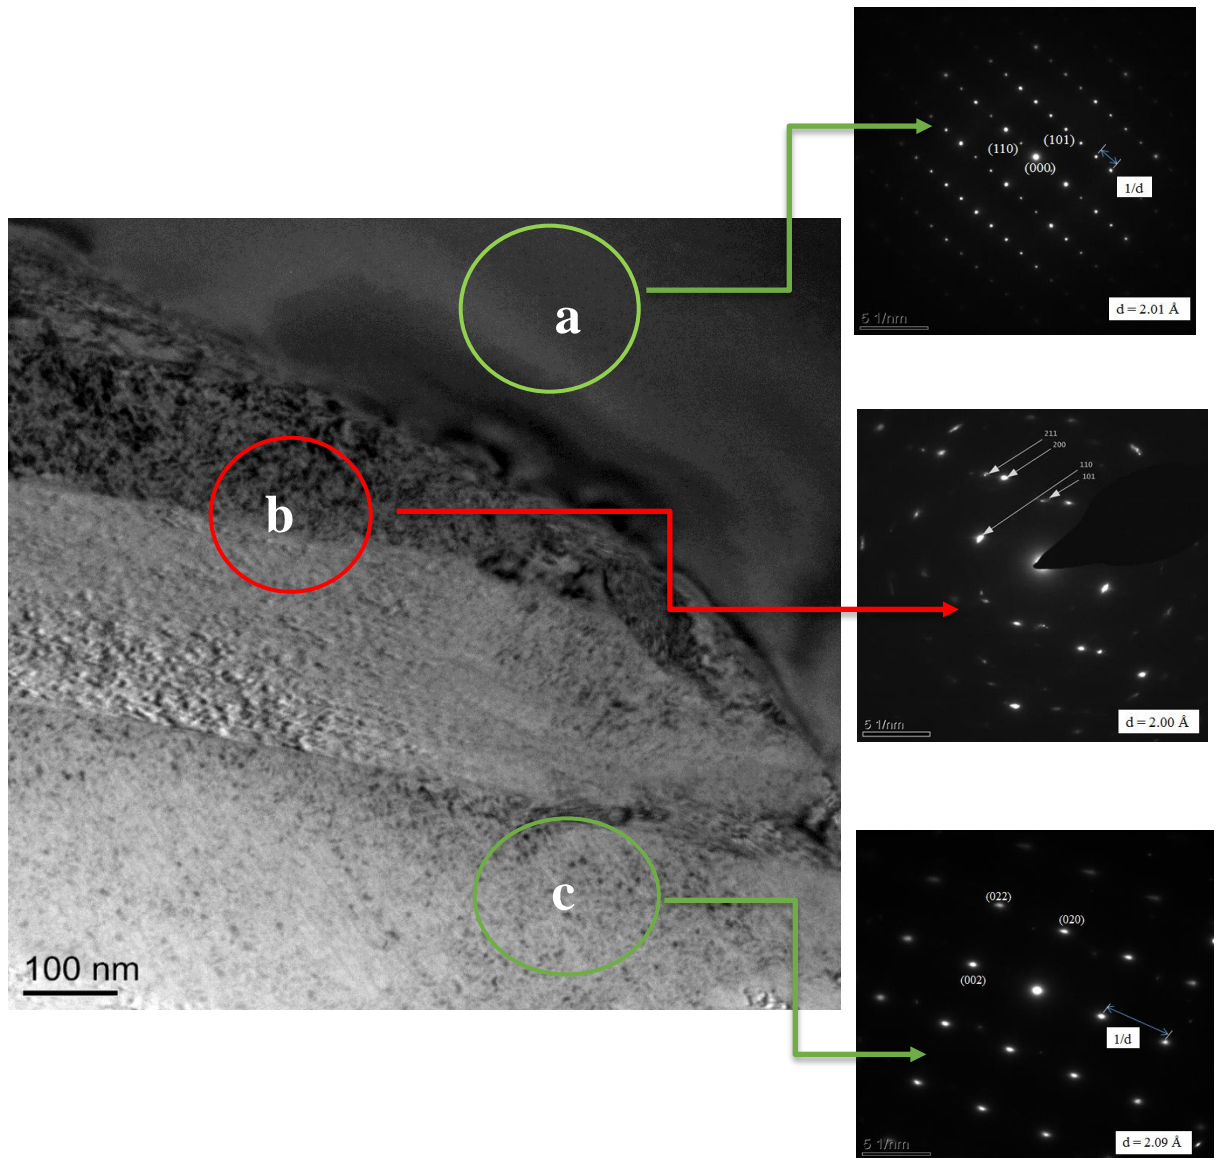 (101)
(110)
(000)
1/d
5 1/nm
d = 2.01 Å
a
211
200
110
101
b
5 1/nm
d = 2.00 Å
c
(022)
(020)
(002)
1/d
5 1/nm
d = 2.09 Å
100 nm